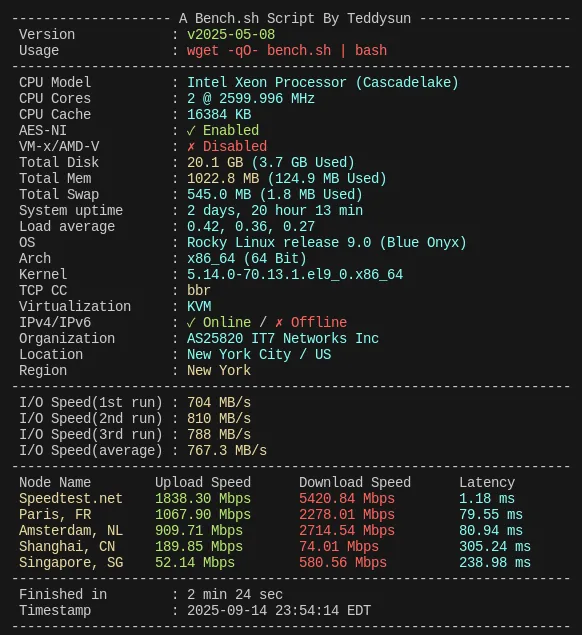 -------------------- A Bench.sh Script By Teddysun -------------------
 Version            : v2025-05-08
 Usage              : wget -qO- bench.sh | bash
----------------------------------------------------------------------
 CPU Model          : Intel Xeon Processor (Cascadelake)
 CPU Cores          : 2 @ 2599.996 MHz
 CPU Cache          : 16384 KB
 AES-NI             : ✓ Enabled
 VM-x/AMD-V         : ✗ Disabled
 Total Disk         : 20.1 GB (3.7 GB Used)
 Total Mem          : 1022.8 MB (124.9 MB Used)
 Total Swap         : 545.0 MB (1.8 MB Used)
 System uptime      : 2 days, 20 hour 13 min
 Load average       : 0.42, 0.36, 0.27
 OS                 : Rocky Linux release 9.0 (Blue Onyx)
 Arch               : x86_64 (64 Bit)
 Kernel             : 5.14.0-70.13.1.el9_0.x86_64
 TCP CC             : bbr
 Virtualization     : KVM
 IPv4/IPv6          : ✓ Online / ✗ Offline
 Organization       : AS25820 IT7 Networks Inc
 Location           : New York City / US
 Region             : New York
----------------------------------------------------------------------
 I/O Speed(1st run) : 704 MB/s
 I/O Speed(2nd run) : 810 MB/s
 I/O Speed(3rd run) : 788 MB/s
 I/O Speed(average) : 767.3 MB/s
----------------------------------------------------------------------
 Node Name        Upload Speed      Download Speed      Latency
 Speedtest.net    1838.30 Mbps      5420.84 Mbps        1.18 ms
 Paris, FR        1067.90 Mbps      2278.01 Mbps        79.55 ms
 Amsterdam, NL    909.71 Mbps       2714.54 Mbps        80.94 ms
 Shanghai, CN     189.85 Mbps       74.01 Mbps          305.24 ms
 Singapore, SG    52.14 Mbps        580.56 Mbps         238.98 ms
----------------------------------------------------------------------
 Finished in        : 2 min 24 sec
 Timestamp          : 2025-09-14 23:54:14 EDT
----------------------------------------------------------------------